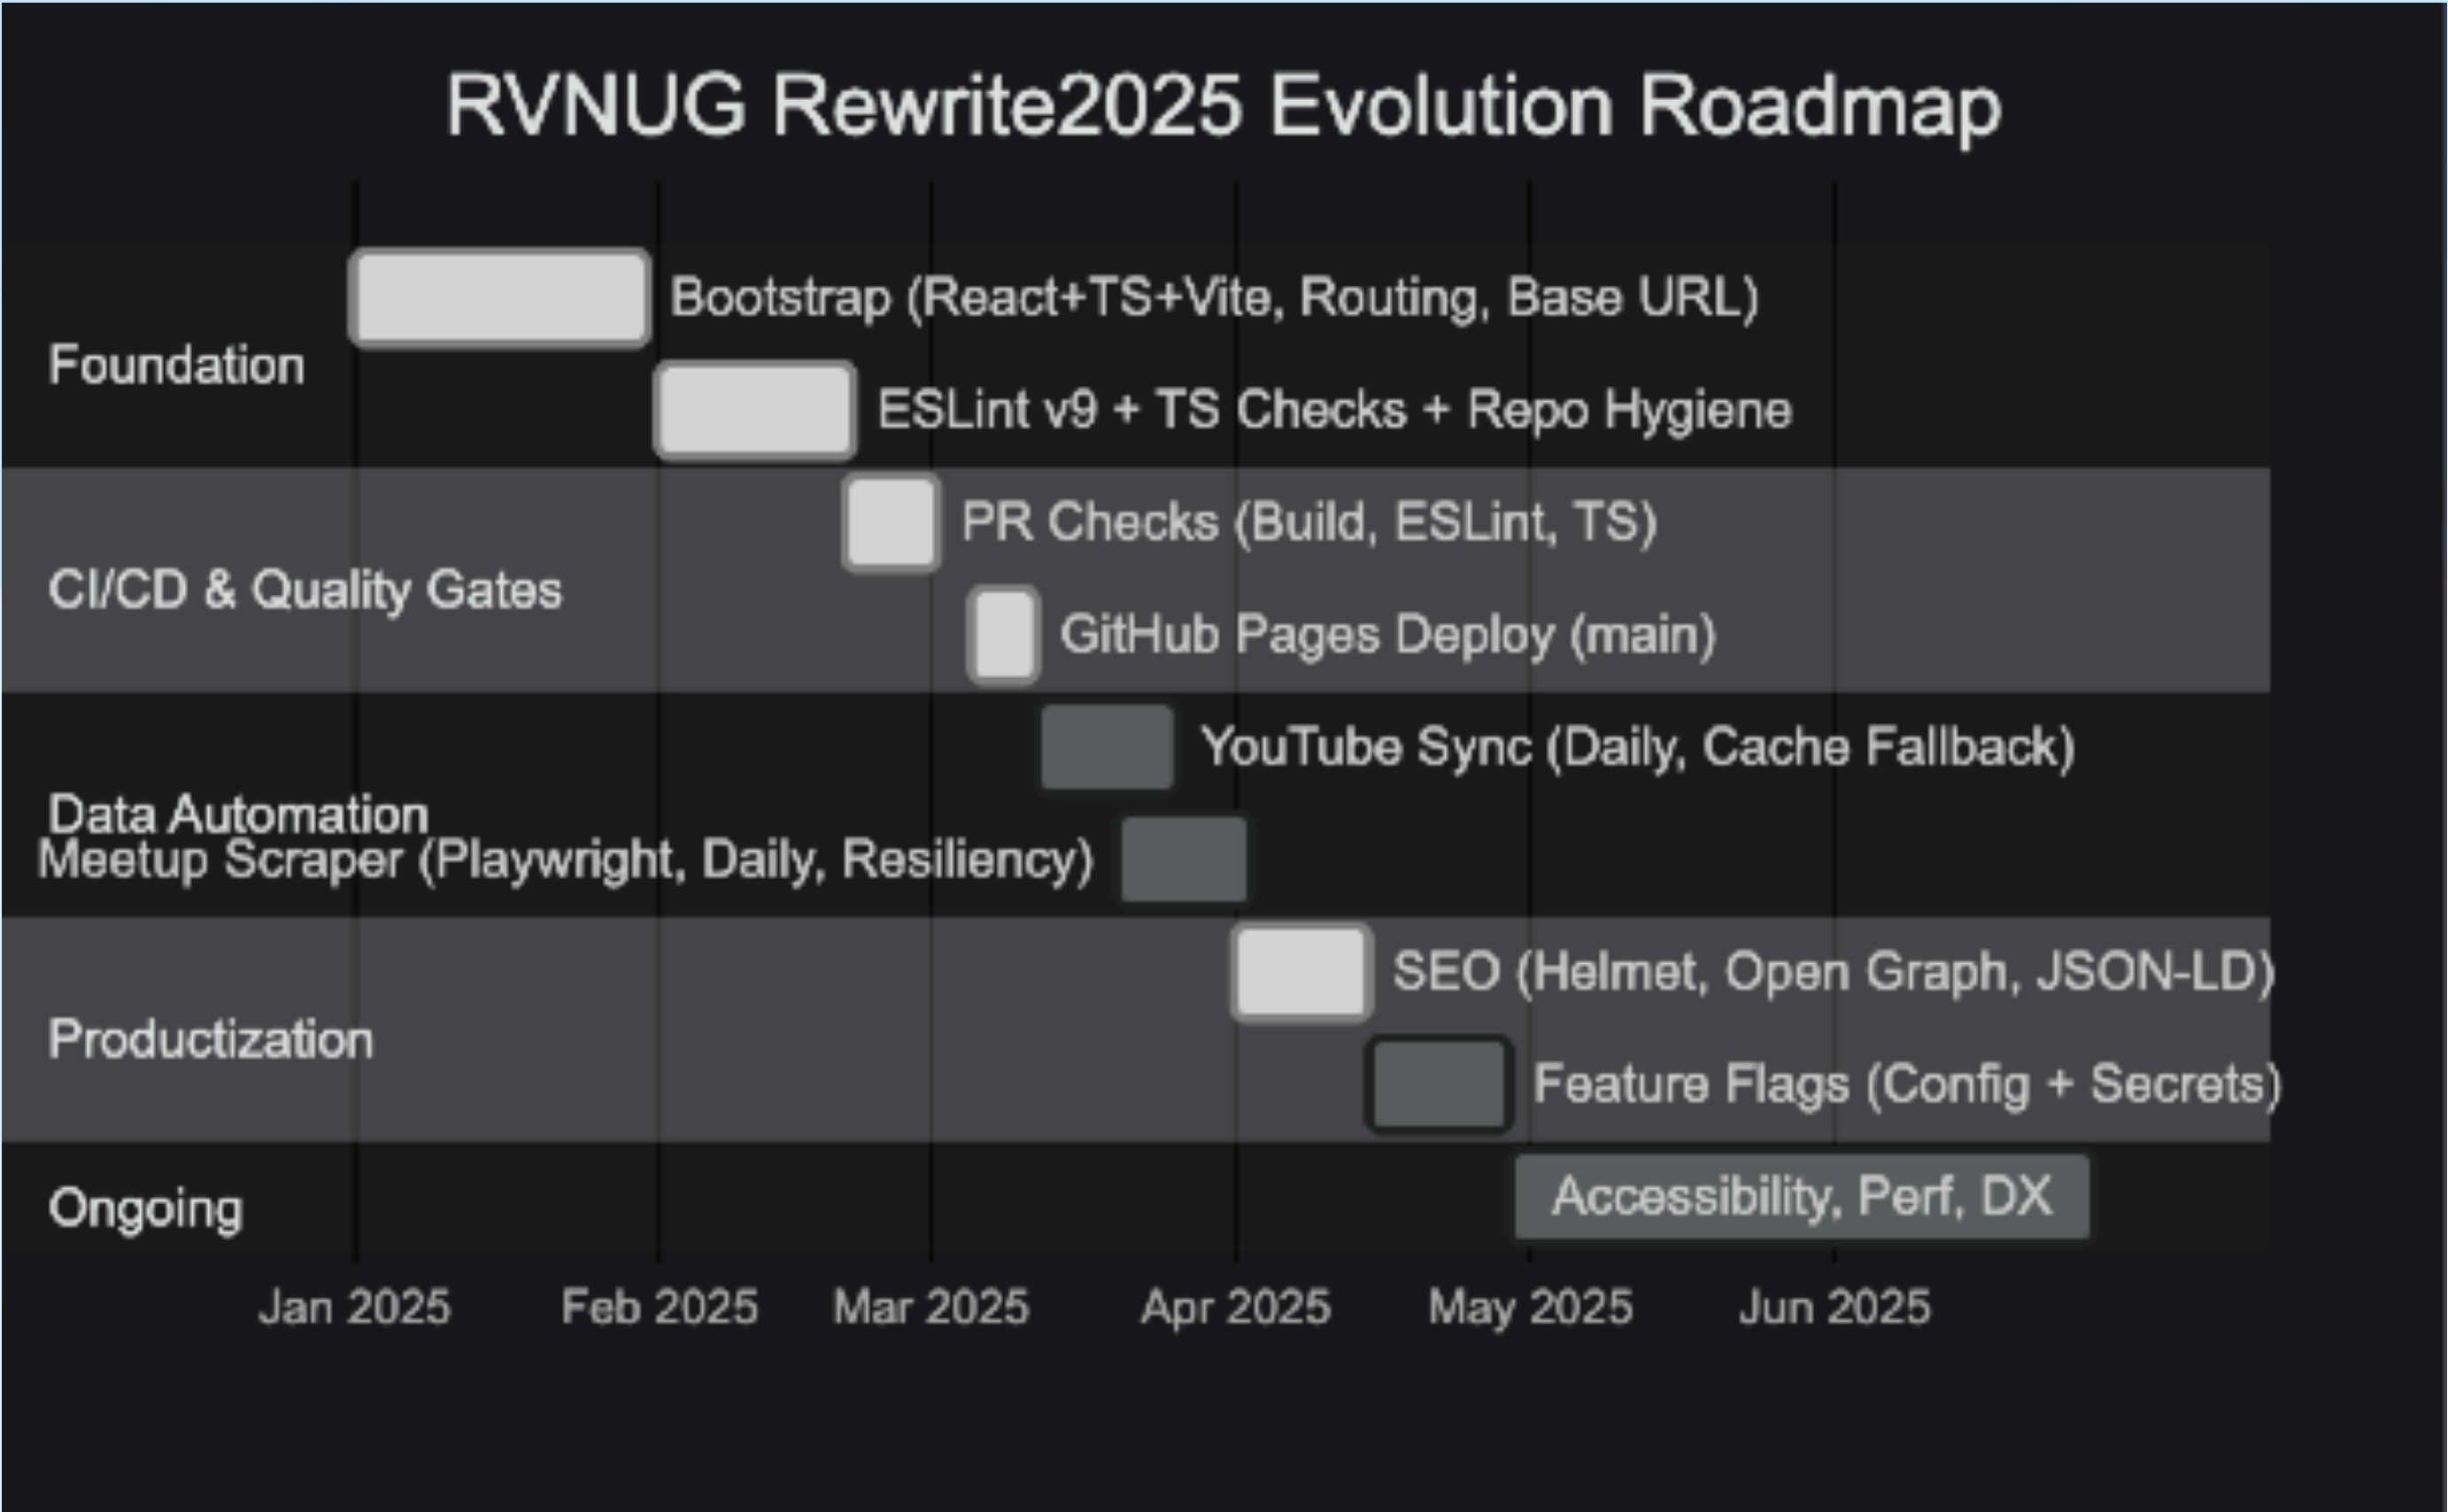 RVNUG Rewrite2025 Evolution Roadmap
Bootstrap (React+TS+Vite, Routing, Base URL)
Foundation
ESLint v9 + TS Checks + Repo Hygiene
PR Checks (Build, ESLint, TS)
CI/CD & Quality Gates
GitHub Pages Deploy (main)
YouTube Sync (Daily, Cache Fallback)
Data Automation
Meetup Scraper (Playwright, Daily, Resiliency)
SEO (Helmet, Open Graph, JSON-LD)
Productization
Feature Flags (Config + Secrets)
Accessibility, Perf, DX
Ongoing
Jan 2025 Feb 2025 Mar 2025 Apr 2025 May 2025 Jun 2025